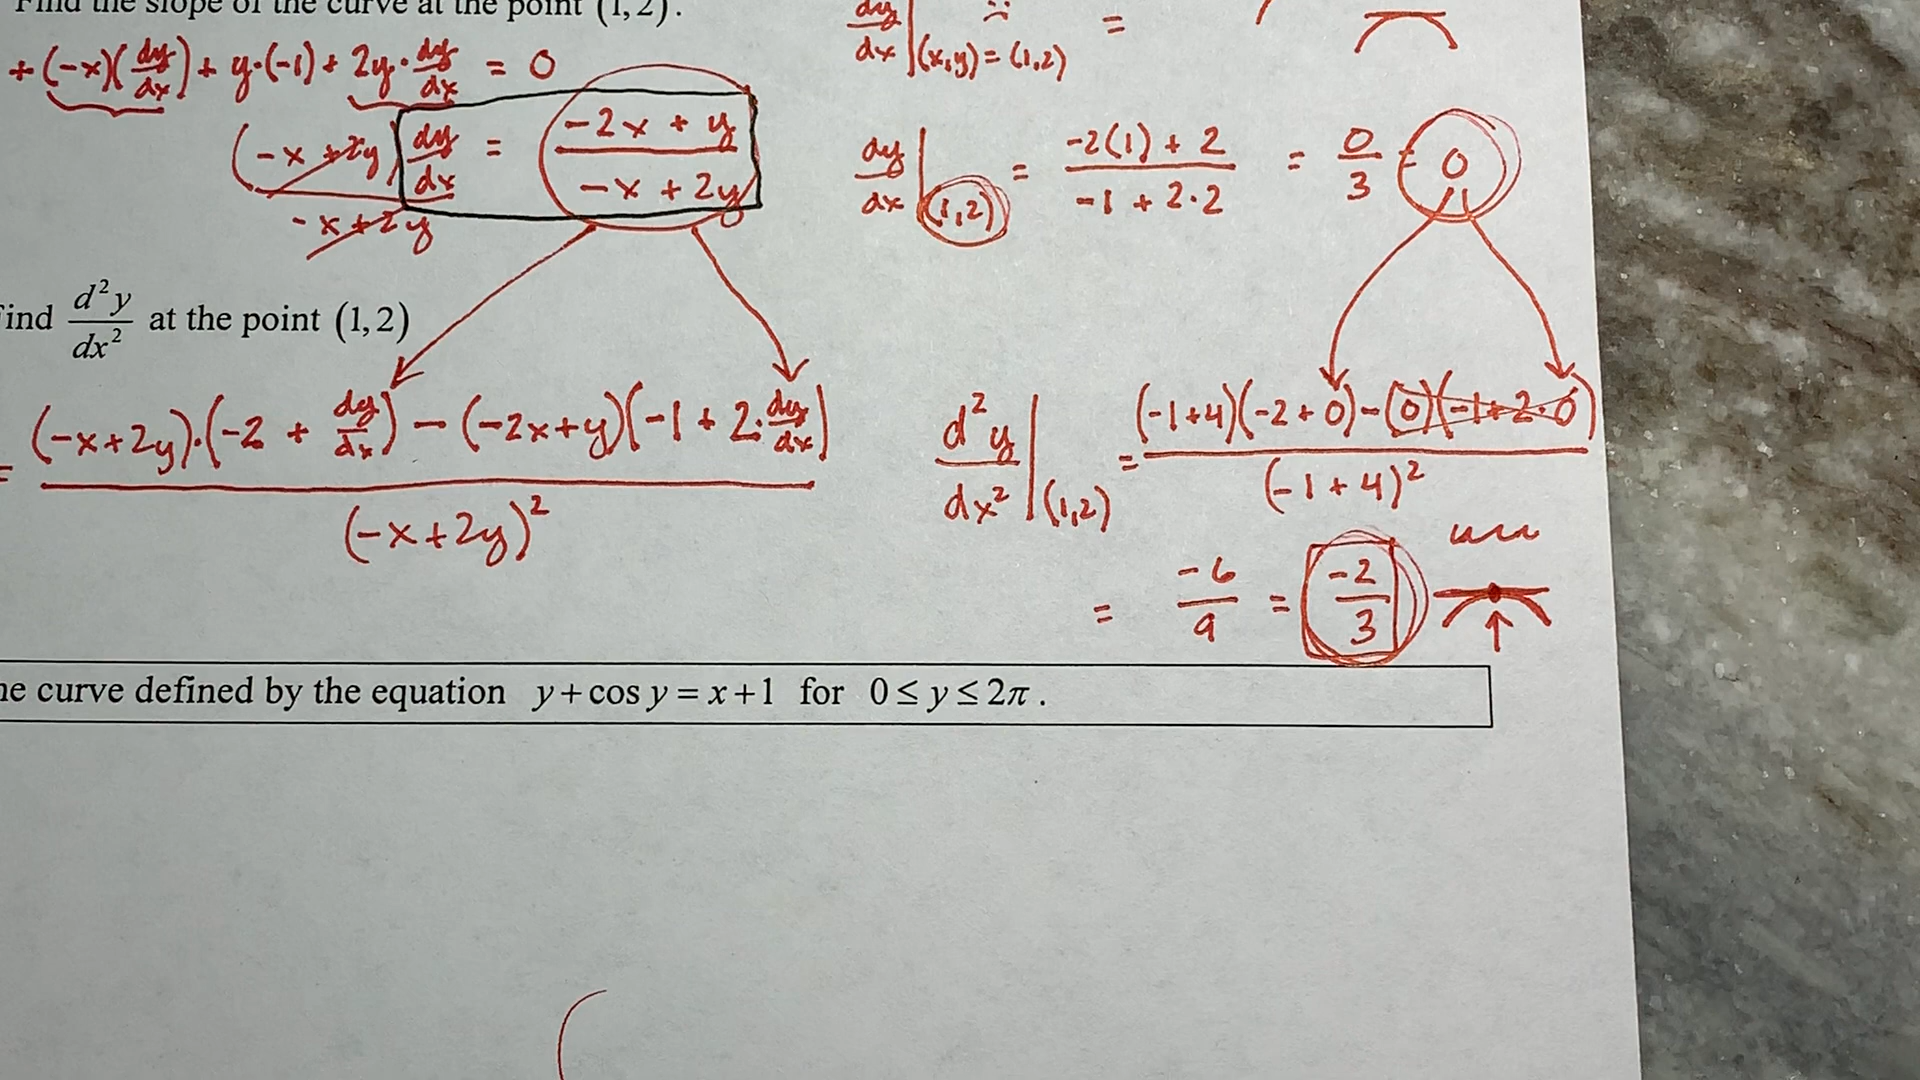 Find the slope of the curve at the point (1, 2).
dy/dx |(x,y)=(1,2) =
+ (-x)(dy/dx) + y·(-1) + 2y·dy/dx = 0
(-x+2y) dy/dx = (-2x + y)/(-x + 2y)
-x+2y
dy/dx |(1,2) = (-2(1) + 2)/(-1 + 2·2) = 0/3 = 0
Find d²y/dx² at the point (1, 2)
= ((-x+2y)·(-2 + dy/dx) - (-2x+y)(-1 + 2·dy/dx))/(-x+2y)²
d²y/dx² |(1,2) = ((-1+4)(-2+0)-(0)(-1+2·0))/(-1+4)²
= -6/9 = -2/3
he curve defined by the equation y + cos y = x + 1 for 0 ≤ y ≤ 2π.